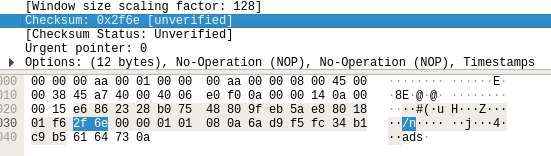 [Window size scaling factor: 128]
Checksum: 0x2f6e [unverified]
[Checksum Status: Unverified]
Urgent pointer: 0
Options: (12 bytes), No-Operation (NOP), No-Operation (NOP), Timestamps
000 00 00 00 aa 00 01 00 00 00 aa 00 00 08 00 45 00 ········ ······E·
010 00 38 45 a7 40 00 40 06 e0 f0 0a 00 00 14 0a 00 ·8E·@·@· ········
020 00 15 e6 86 23 28 b0 75 48 80 9f eb 5a e8 80 18 ····#(·u H···Z···
030 01 f6 2f 6e 00 00 01 01 08 0a 6a d9 f5 fc 34 b1 ··/n···· ··j···4·
040 c9 b5 61 64 73 0a ··ads·